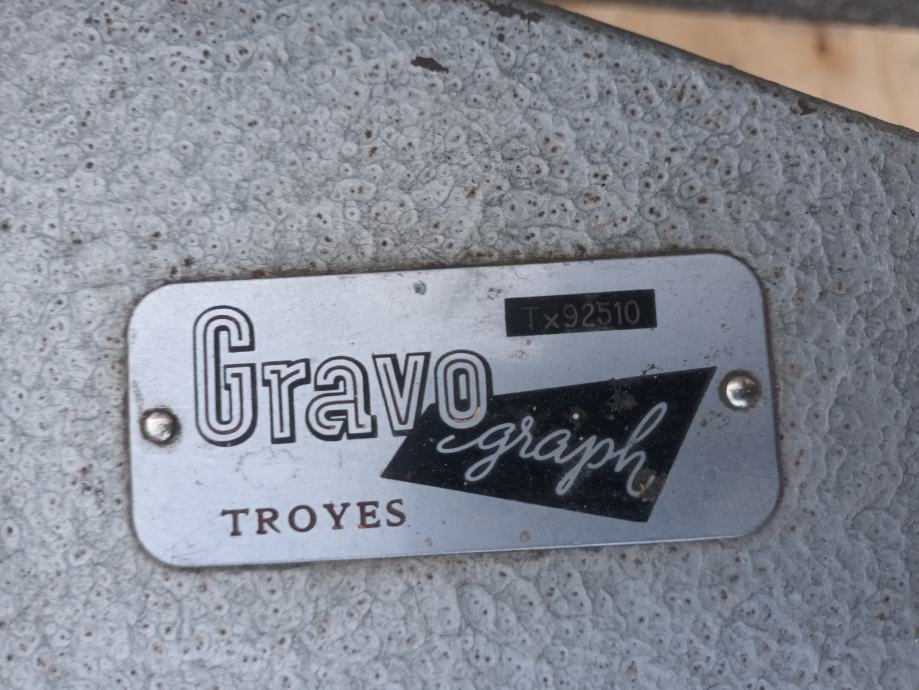 Tx92510
Gravo
graph
TROYES